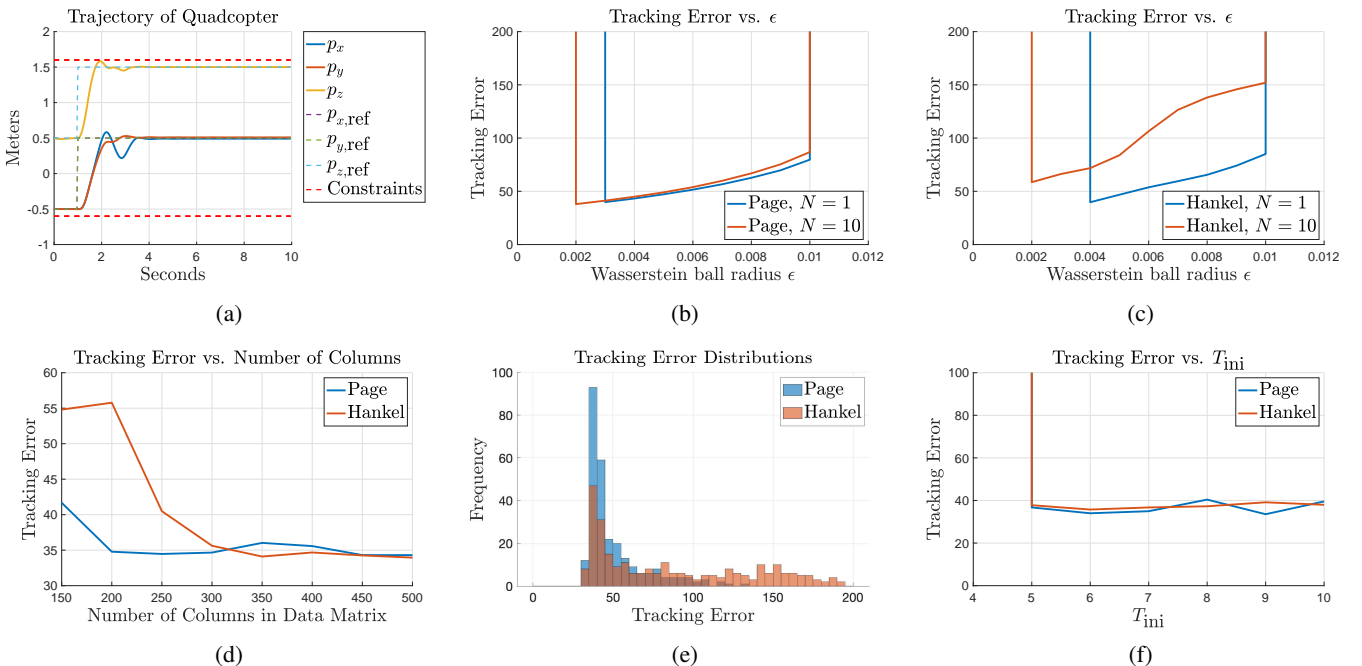 Trajectory of Quadcopter
2
1.5
1
0.5
0
-0.5
-1
0 2 4 6 8 10
Meters
Seconds
p_x
p_y
p_z
p_{x,ref}
p_{y,ref}
p_{z,ref}
Constraints
(a)
Tracking Error vs. ϵ
200
150
100
50
0
0 0.002 0.004 0.006 0.008 0.01 0.012
Tracking Error
Wasserstein ball radius ϵ
Page, N = 1
Page, N = 10
(b)
Tracking Error vs. ϵ
200
150
100
50
0
0 0.002 0.004 0.006 0.008 0.01 0.012
Tracking Error
Wasserstein ball radius ϵ
Hankel, N = 1
Hankel, N = 10
(c)
Tracking Error vs. Number of Columns
60
55
50
45
40
35
30
150 200 250 300 350 400 450 500
Tracking Error
Number of Columns in Data Matrix
Page
Hankel
(d)
Tracking Error Distributions
100
80
60
40
20
0
0 50 100 150 200
Frequency
Tracking Error
Page
Hankel
(e)
Tracking Error vs. T_{ini}
100
80
60
40
20
0
4 5 6 7 8 9 10
Tracking Error
T_{ini}
Page
Hankel
(f)